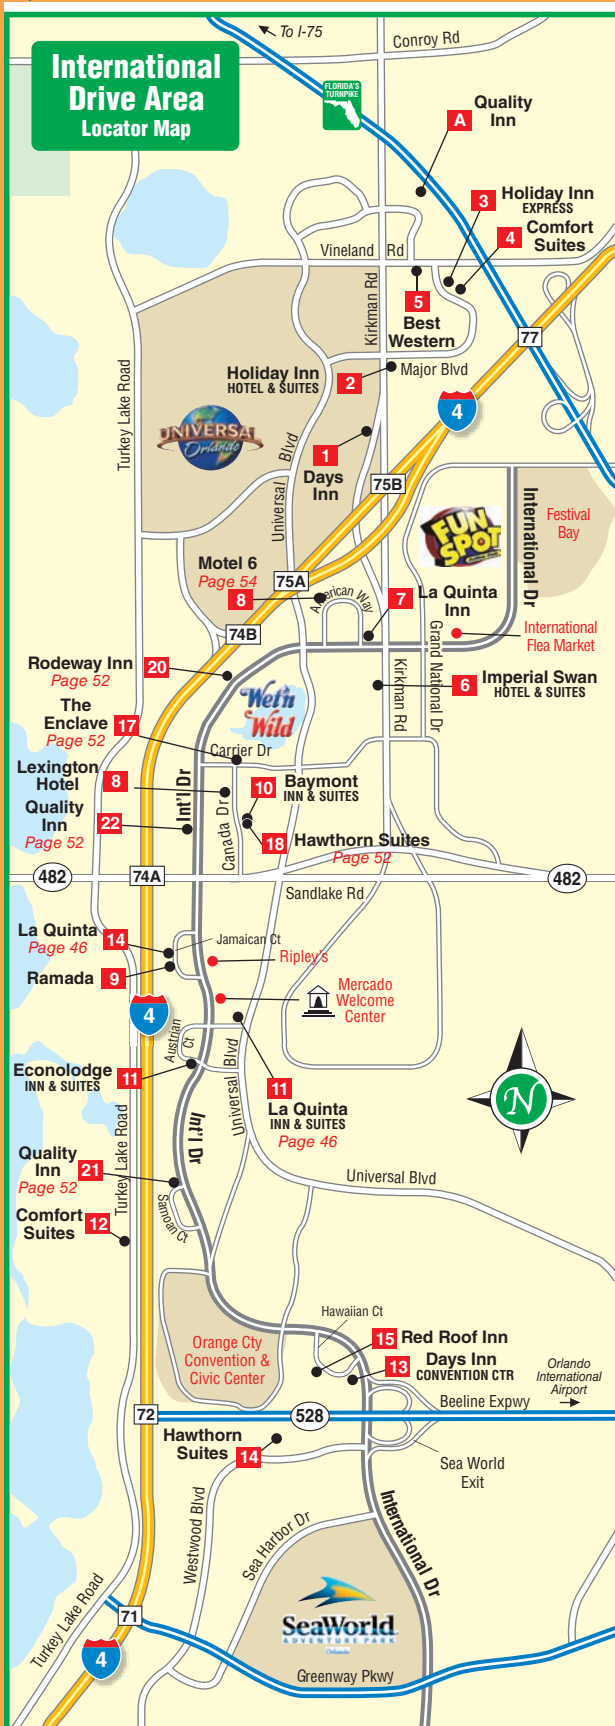 To I-75
Conroy Rd
International
Drive Area
Locator Map
FLORIDA'S
TURNPIKE
A
Quality
Inn
3
Holiday Inn
EXPRESS
4
Comfort
Suites
Vineland Rd
Kirkman Rd
5
Best
Western
77
Turkey Lake Road
Holiday Inn
HOTEL & SUITES
2
Major Blvd
4
UNIVERSAL
Orlando
Universal Blvd
1
Days
Inn
75B
FUN
SPOT
International Dr
Festival
Bay
Motel 6
Page 54
8
75A
American Way
7
La Quinta
Inn
74B
Grand National Dr
International
Flea Market
Rodeway Inn
Page 52
20
Kirkman Rd
6
Imperial Swan
HOTEL & SUITES
Wet'n
Wild
The
Enclave
Page 52
17
Carrier Dr
Lexington
Hotel
8
Int'l Dr
Canada Dr
10
Baymont
INN & SUITES
Quality
Inn
Page 52
22
18
Hawthorn Suites
Page 52
482
74A
482
Sandlake Rd
La Quinta
Page 46
14
Jamaican Ct
Ripley's
Ramada
9
Mercado
Welcome
Center
4
Austrian
Ct
Universal Blvd
Econolodge
INN & SUITES
11
11
La Quinta
INN & SUITES
Page 46
N
Turkey Lake Road
Int'l Dr
Quality
Inn
Page 52
21
Universal Blvd
Comfort
Suites
12
Samoan Ct
Hawaiian Ct
Orange Cty
Convention &
Civic Center
15
Red Roof Inn
13
Days Inn
CONVENTION CTR
Orlando
International
Airport
Beeline Expwy
72
528
Hawthorn
Suites
14
Sea World
Exit
Westwood Blvd
Sea Harbor Dr
International Dr
Turkey Lake Road
71
4
SeaWorld
ADVENTURE PARK
Orlando
Greenway Pkwy